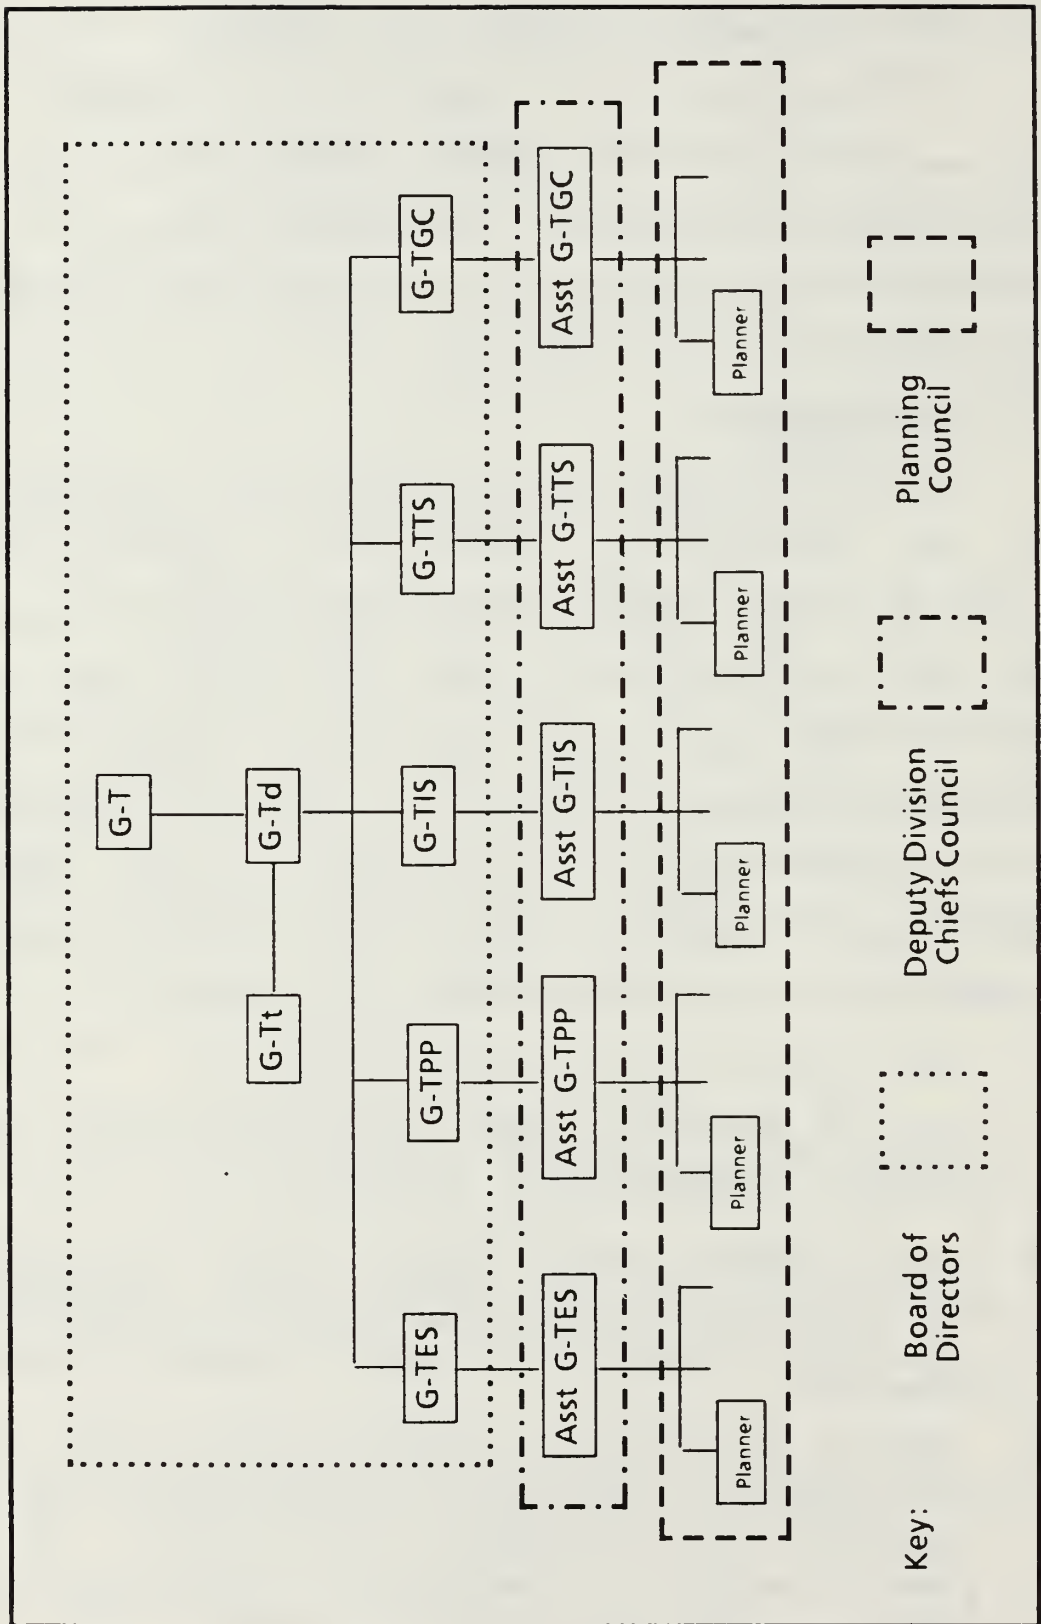 G-T
G-Tt
G-Td
G-TES
G-TPP
G-TIS
G-TTS
G-TGC
Asst G-TES
Asst G-TPP
Asst G-TIS
Asst G-TTS
Asst G-TGC
Planner
Planner
Planner
Planner
Planner
Key:
Board of
Directors
Deputy Division
Chiefs Council
Planning
Council